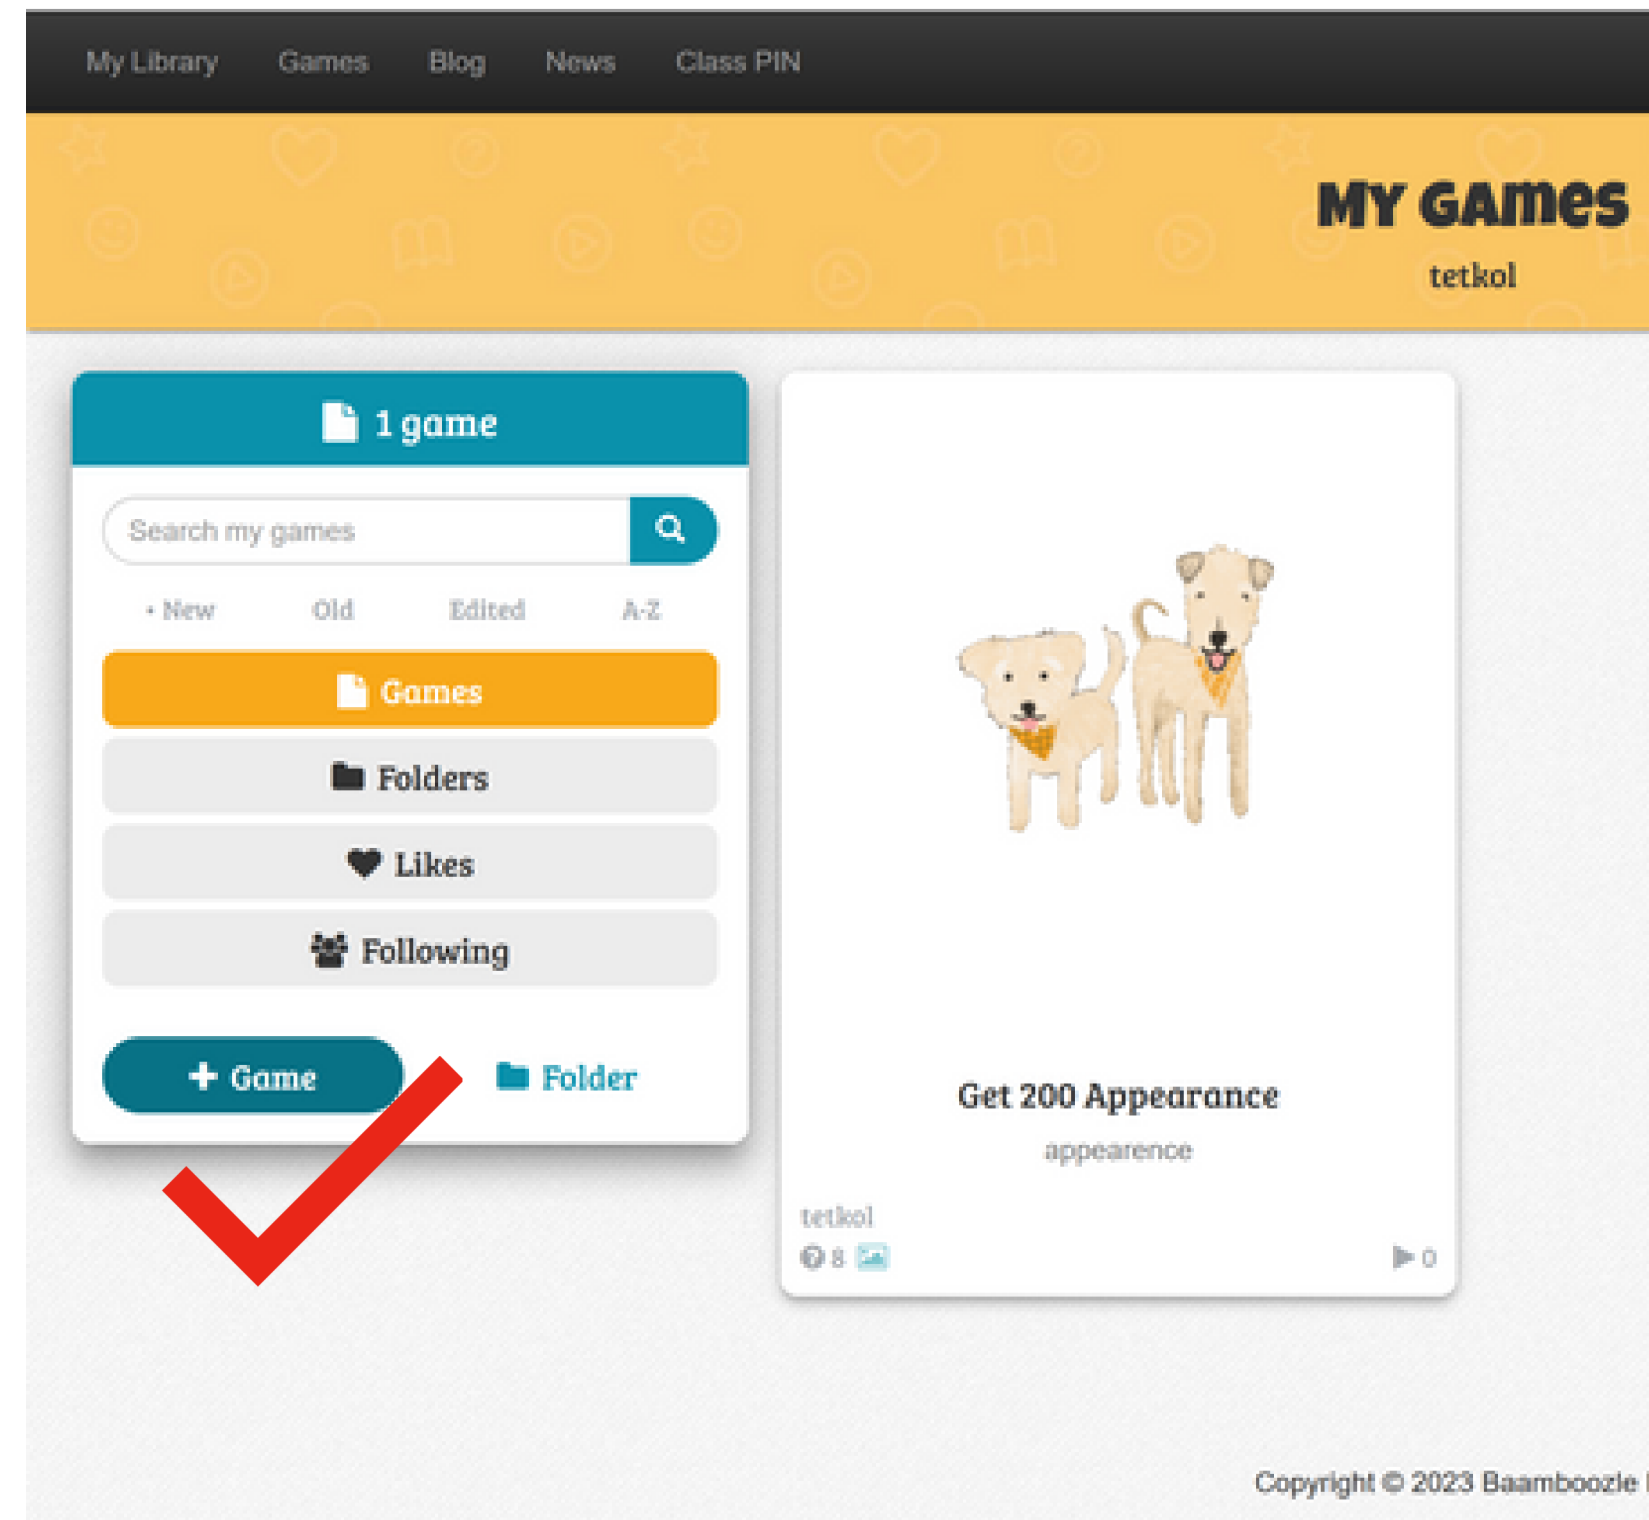 My Library Games Blog News Class PIN
My Games
tetkol
1 game
Search my games
• New Old Edited A-Z
Games
Folders
Likes
Following
+ Game Folder
Get 200 Appearance
appearence
tetkol
8
0
Copyright © 2023 Baamboozle